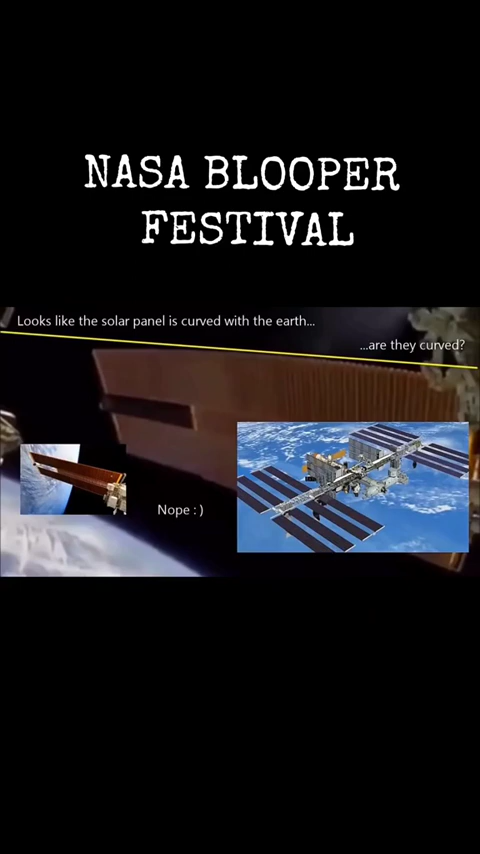 NASA BLOOPER
FESTIVAL
Looks like the solar panel is curved with the earth...
...are they curved?
Nope : )